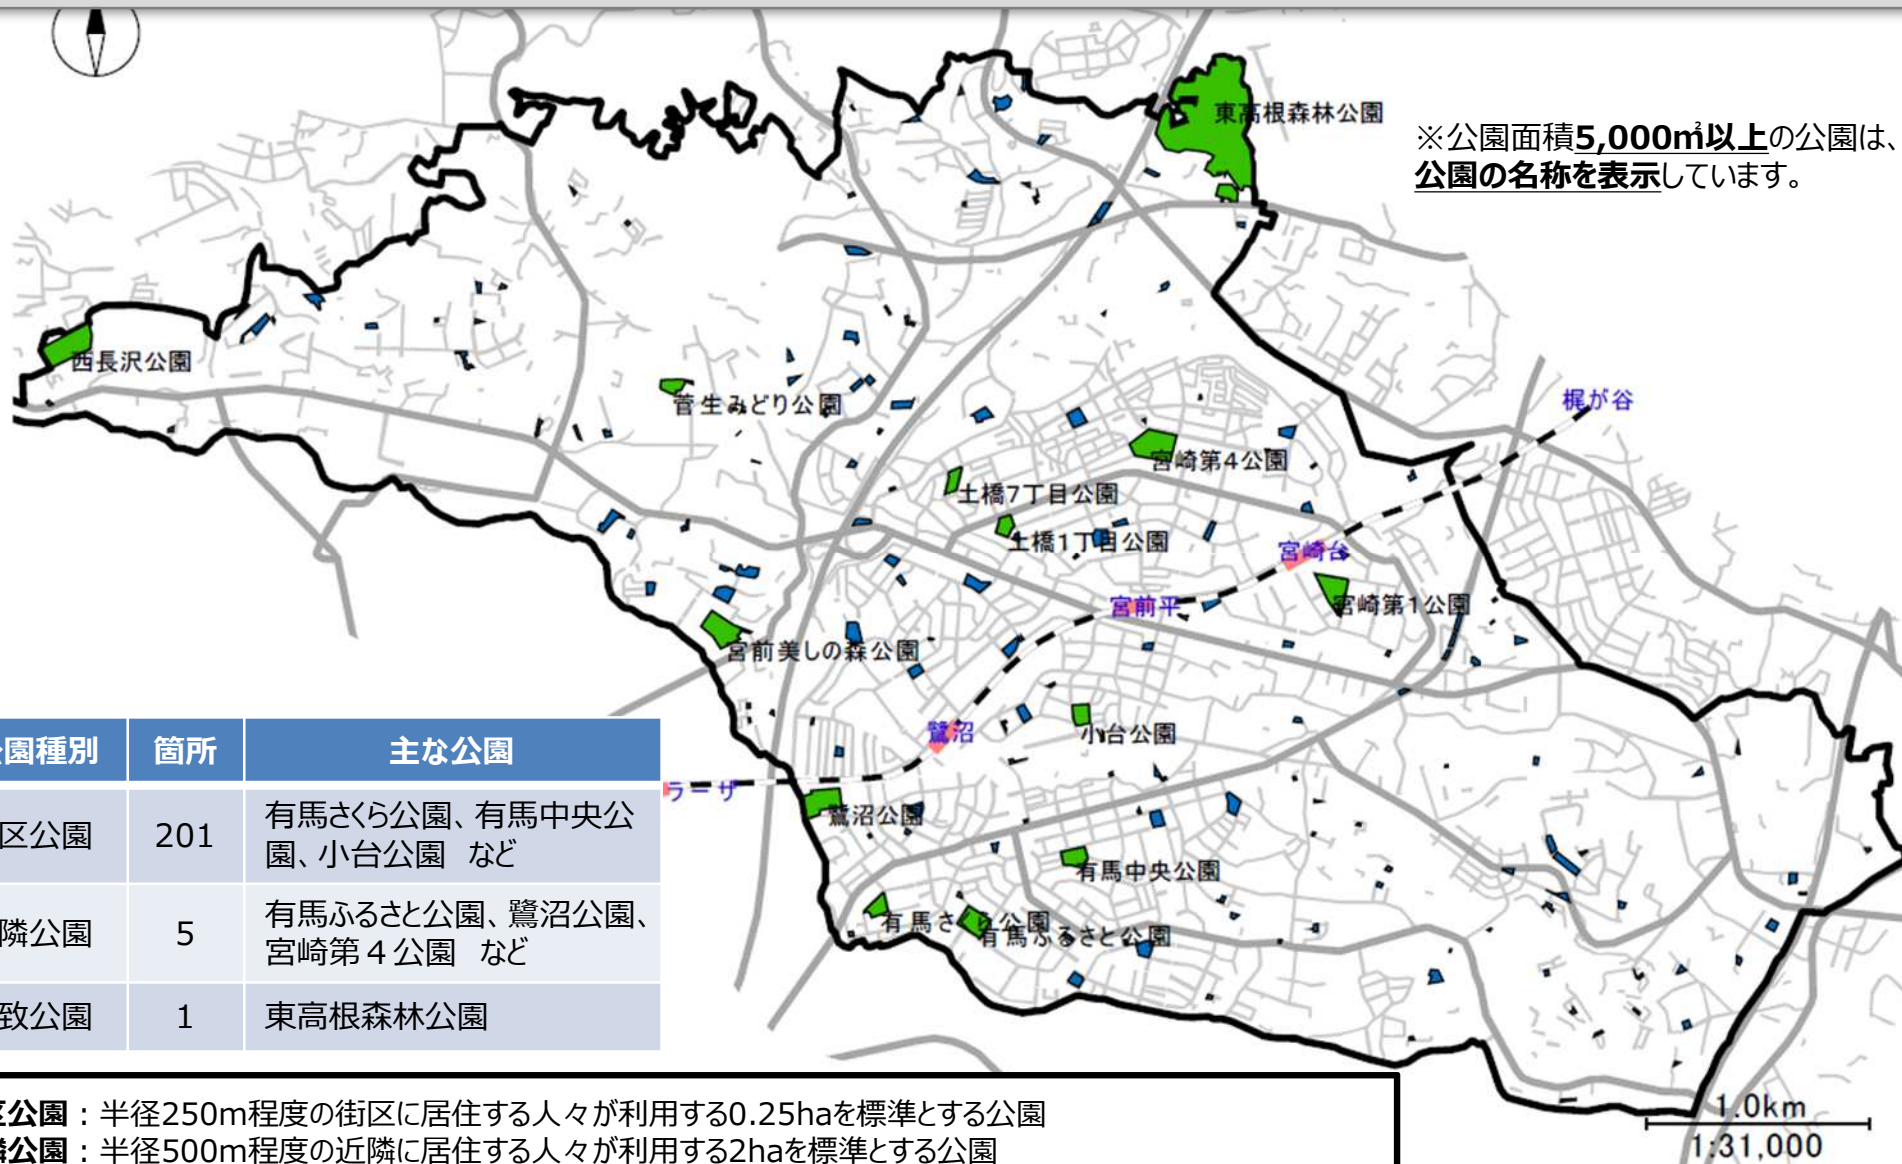 東高根森林公園
※公園面積5,000㎡以上の公園は、
公園の名称を表示しています。
西長沢公園
菅生みどり公園
梶が谷
宮崎第4公園
土橋7丁目公園
土橋1丁目公園
宮崎台
宮前平
宮崎第1公園
宮前美しの森公園
鷺沼
小台公園
ラーザ
鷺沼公園
有馬中央公園
有馬さくら公園
有馬ふるさと公園
園種別 箇所 主な公園
区公園 201 有馬さくら公園、有馬中央公
園、小台公園 など
隣公園 5 有馬ふるさと公園、鷺沼公園、
宮崎第４公園 など
致公園 1 東高根森林公園
区公園：半径250m程度の街区に居住する人々が利用する0.25haを標準とする公園
隣公園：半径500m程度の近隣に居住する人々が利用する2haを標準とする公園
1.0km
1:31,000